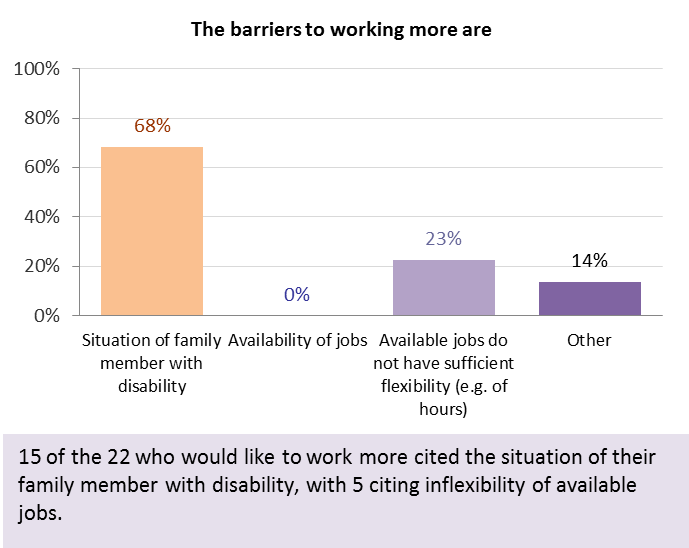 The barriers to working more are
100%
80%
60%
40%
20%
0%
68%
0%
23%
14%
Situation of family
member with
disability
Availability of jobs
Available jobs do
not have sufficient
flexibility (e.g. of
hours)
Other
15 of the 22 who would like to work more cited the situation of their
family member with disability, with 5 citing inflexibility of available
jobs.